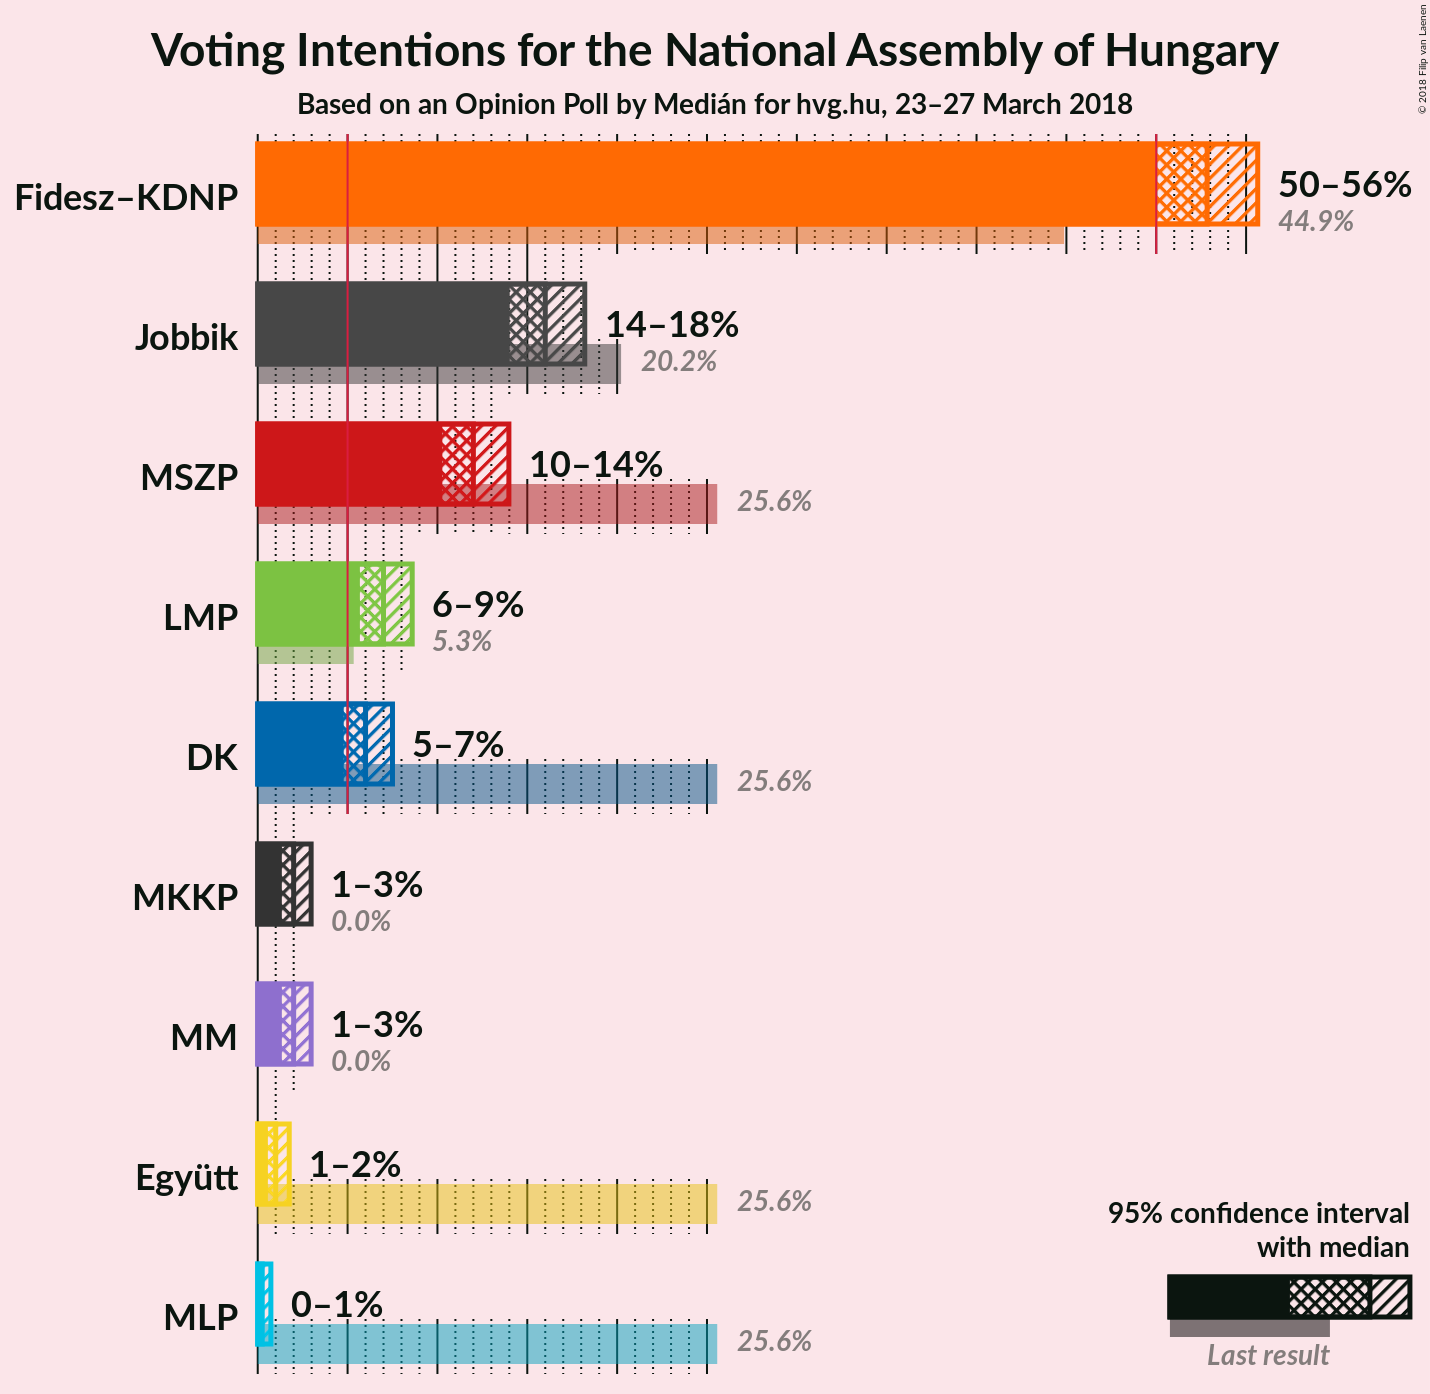 Voting Intentions for the National Assembly of Hungary
Based on an Opinion Poll by Medián for hvg.hu, 23–27 March 2018
© 2018 Filip van Laenen
Fidesz–KDNP
50–56%
44.9%
Jobbik
14–18%
20.2%
MSZP
10–14%
25.6%
LMP
6–9%
5.3%
DK
5–7%
25.6%
MKKP
1–3%
0.0%
MM
1–3%
0.0%
Együtt
1–2%
25.6%
MLP
0–1%
25.6%
95% confidence interval
with median
Last result